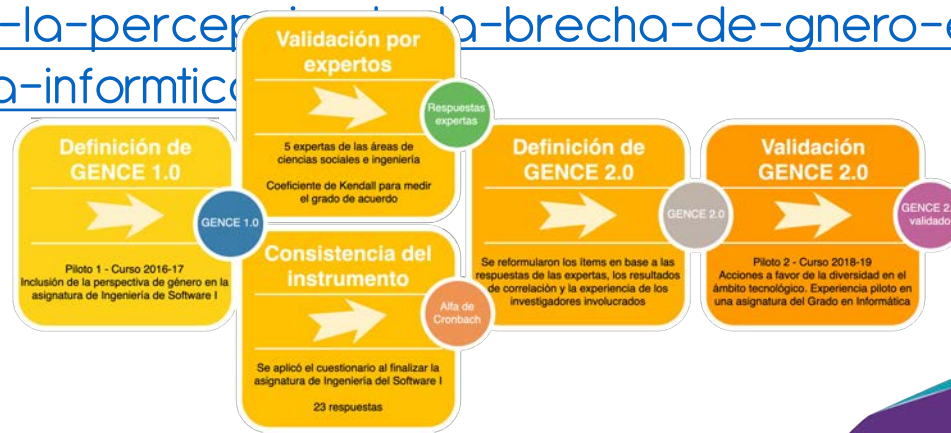 -la-percep
a-brecha-de-gnero-e
a-informtic
Definición de
GENCE 1.0
Piloto 1 - Curso 2016-17
Inclusión de la perspectiva de género en la
asignatura de Ingeniería de Software I
GENCE 1.0
Validación por
expertos
5 expertas de las áreas de
ciencias sociales e ingeniería
Coeficiente de Kendall para medir
el grado de acuerdo
Respuestas
expertas
Consistencia del
instrumento
Se aplicó el cuestionario al finalizar la
asignatura de Ingeniería del Software I
23 respuestas
Alfa de
Cronbach
Definición de
GENCE 2.0
Se reformularon los ítems en base a las
respuestas de las expertas, los resultados
de correlación y la experiencia de los
investigadores involucrados
GENCE 2.0
Validación
GENCE 2.0
Piloto 2 - Curso 2018-19
Acciones a favor de la diversidad en el
ámbito tecnológico. Experiencia piloto en
una asignatura del Grado en Informática
GENCE 2.
validado